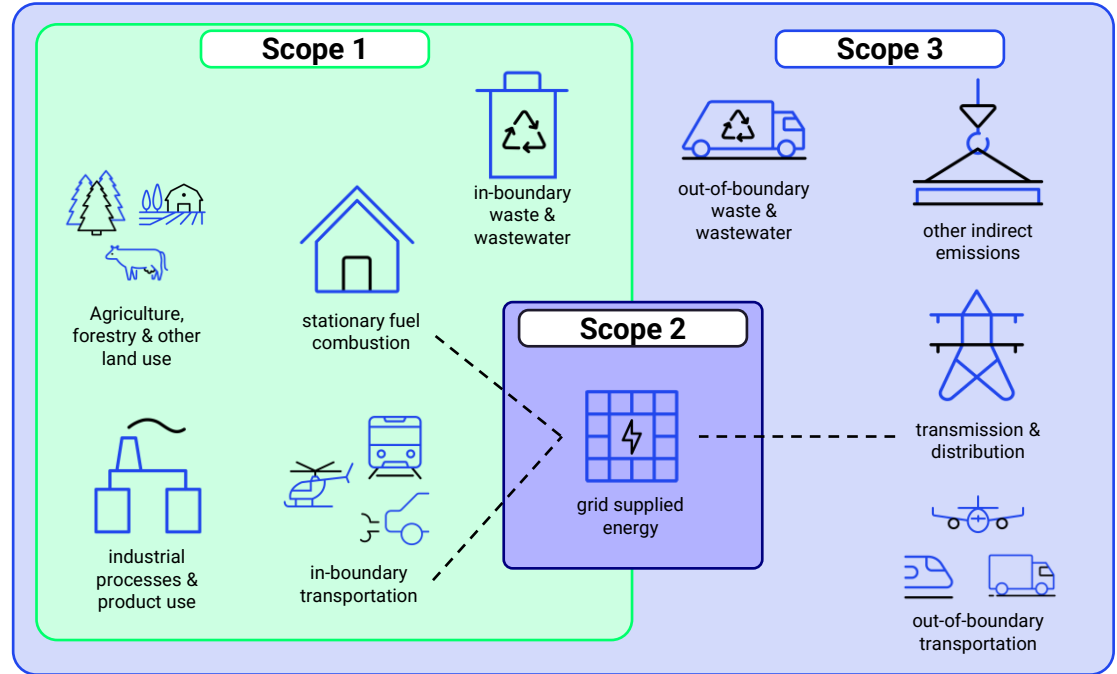 Scope 1
Scope 3
in-boundary
waste &
wastewater
out-of-boundary
waste &
wastewater
other indirect
emissions
Agriculture,
forestry & other
land use
stationary fuel
combustion
Scope 2
grid supplied
energy
transmission &
distribution
industrial
processes &
product use
in-boundary
transportation
out-of-boundary
transportation